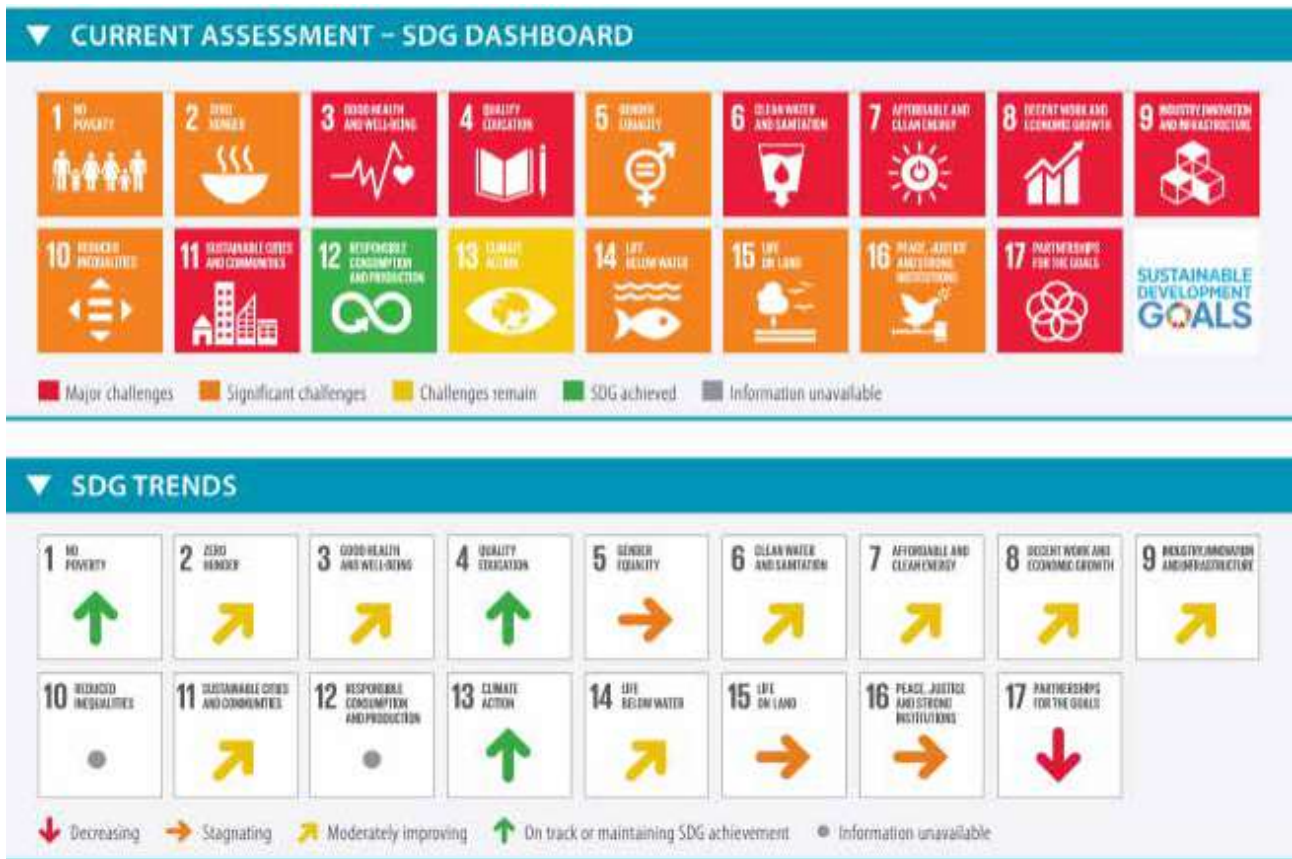 CURRENT ASSESSMENT – SDG DASHBOARD
1 NO
POVERTY
2 ZERO
HUNGER
3 GOOD HEALTH
AND WELL-BEING
4 QUALITY
EDUCATION
5 GENDER
EQUALITY
6 CLEAN WATER
AND SANITATION
7 AFFORDABLE AND
CLEAN ENERGY
8 DECENT WORK AND
ECONOMIC GROWTH
9 INDUSTRY, INNOVATION
AND INFRASTRUCTURE
10 REDUCED
INEQUALITIES
11 SUSTAINABLE CITIES
AND COMMUNITIES
12 RESPONSIBLE
CONSUMPTION
AND PRODUCTION
13 CLIMATE
ACTION
14 LIFE
BELOW WATER
15 LIFE
ON LAND
16 PEACE, JUSTICE
AND STRONG
INSTITUTIONS
17 PARTNERSHIPS
FOR THE GOALS
SUSTAINABLE
DEVELOPMENT
GOALS
Major challenges Significant challenges Challenges remain SDG achieved Information unavailable
SDG TRENDS
1 NO
POVERTY
2 ZERO
HUNGER
3 GOOD HEALTH
AND WELL-BEING
4 QUALITY
EDUCATION
5 GENDER
EQUALITY
6 CLEAN WATER
AND SANITATION
7 AFFORDABLE AND
CLEAN ENERGY
8 DECENT WORK AND
ECONOMIC GROWTH
9 INDUSTRY, INNOVATION
AND INFRASTRUCTURE
10 REDUCED
INEQUALITIES
11 SUSTAINABLE CITIES
AND COMMUNITIES
12 RESPONSIBLE
CONSUMPTION
AND PRODUCTION
13 CLIMATE
ACTION
14 LIFE
BELOW WATER
15 LIFE
ON LAND
16 PEACE, JUSTICE
AND STRONG
INSTITUTIONS
17 PARTNERSHIPS
FOR THE GOALS
Decreasing Stagnating Moderately improving On track or maintaining SDG achievement Information unavailable